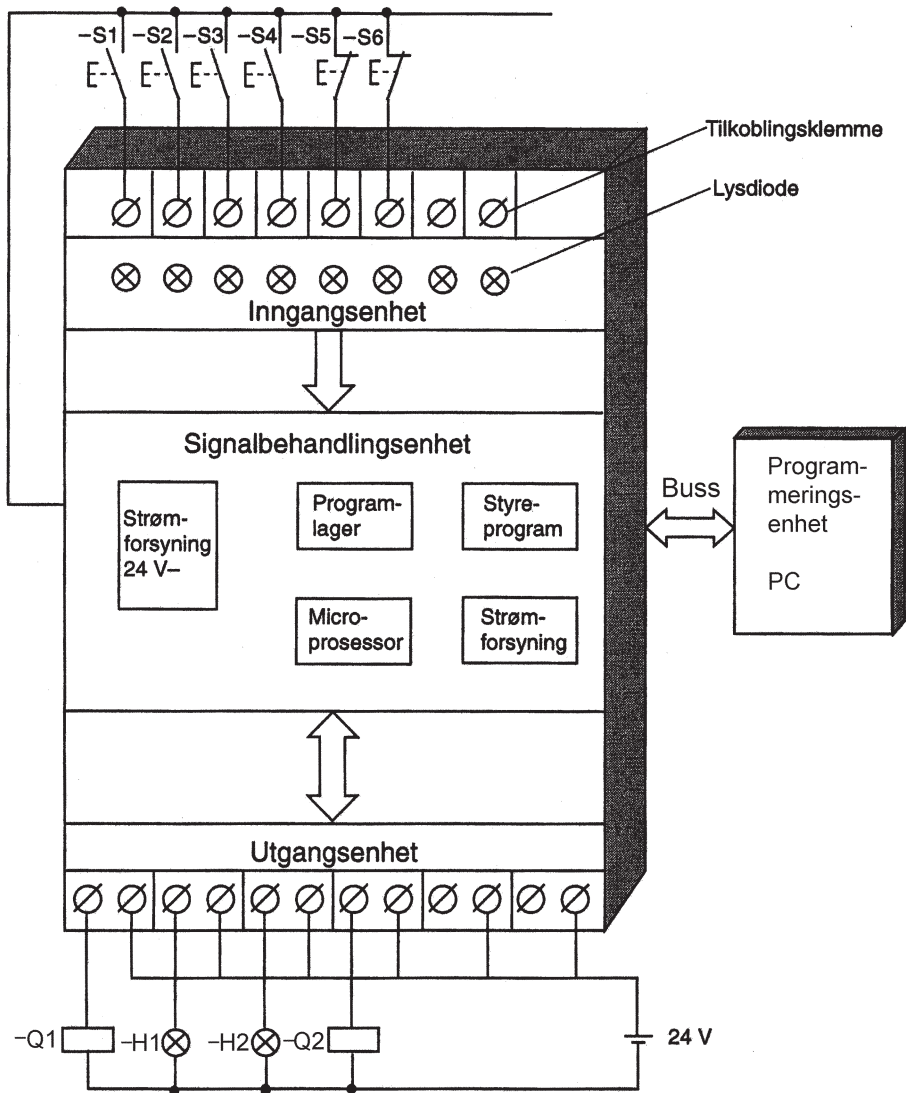 –S1 –S2 –S3 –S4 –S5 –S6
Tilkoblingsklemme
Lysdiode
Inngangsenhet
Signalbehandlingsenhet
Strøm-
forsyning
24 V–
Program-
lager
Styre-
program
Micro-
prosessor
Strøm-
forsyning
Buss
Program-
merings-
enhet
PC
Utgangsenhet
–Q1 –H1 –H2 –Q2 24 V